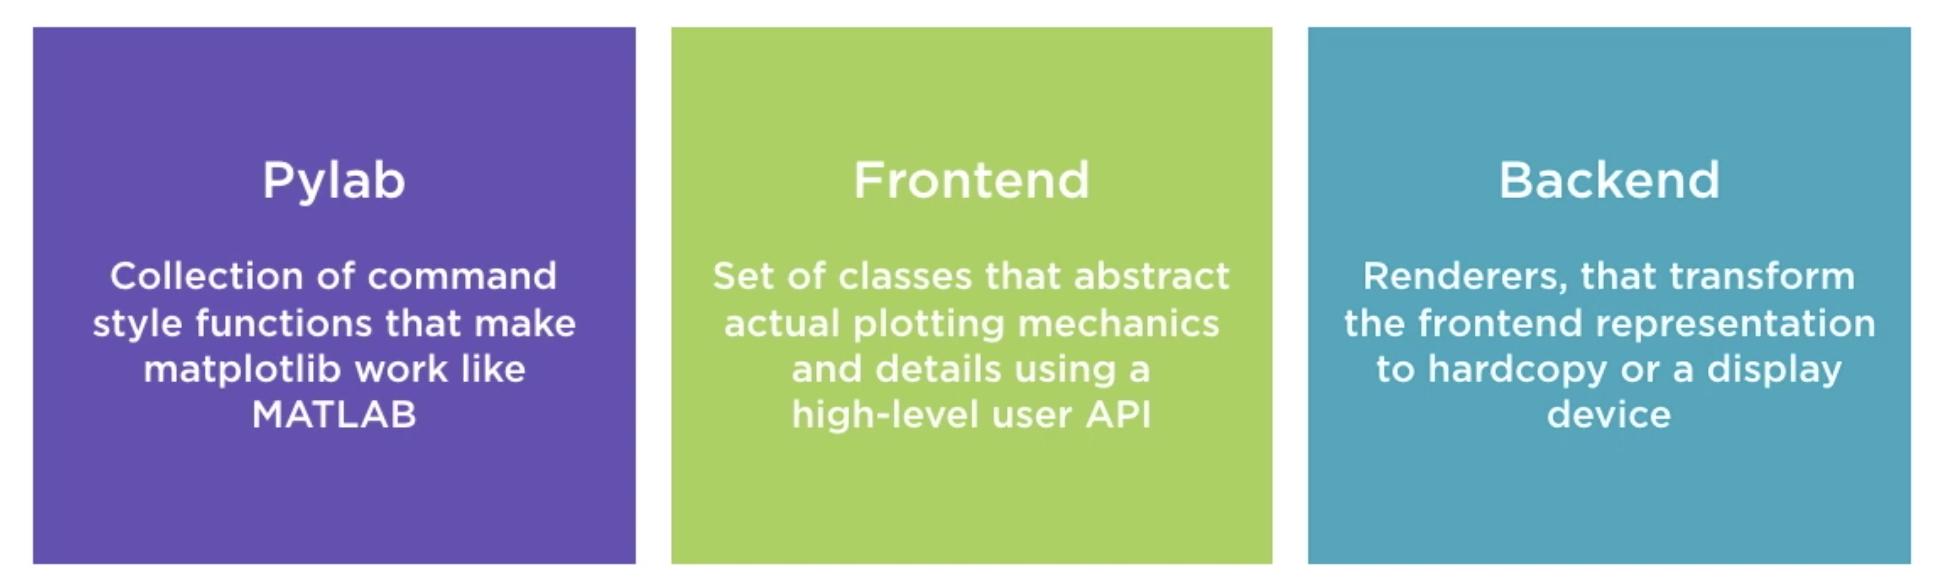 Pylab
Collection of command
style functions that make
matplotlib work like
MATLAB
Frontend
Set of classes that abstract
actual plotting mechanics
and details using a
high-level user API
Backend
Renderers, that transform
the frontend representation
to hardcopy or a display
device